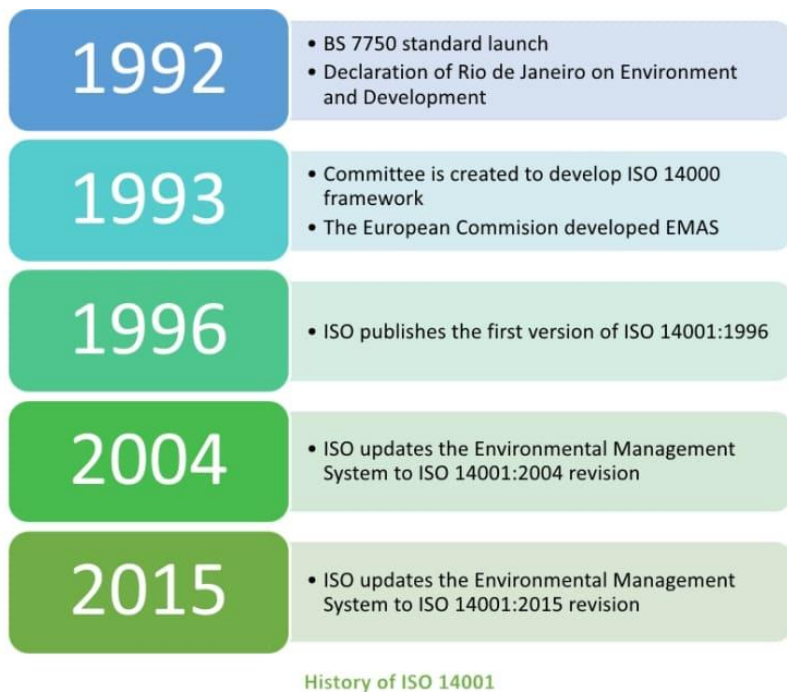 1992
• BS 7750 standard launch
• Declaration of Rio de Janeiro on Environment
and Development
1993
• Committee is created to develop ISO 14000
framework
• The European Commision developed EMAS
1996
• ISO publishes the first version of ISO 14001:1996
2004
• ISO updates the Environmental Management
System to ISO 14001:2004 revision
2015
• ISO updates the Environmental Management
System to ISO 14001:2015 revision
History of ISO 14001